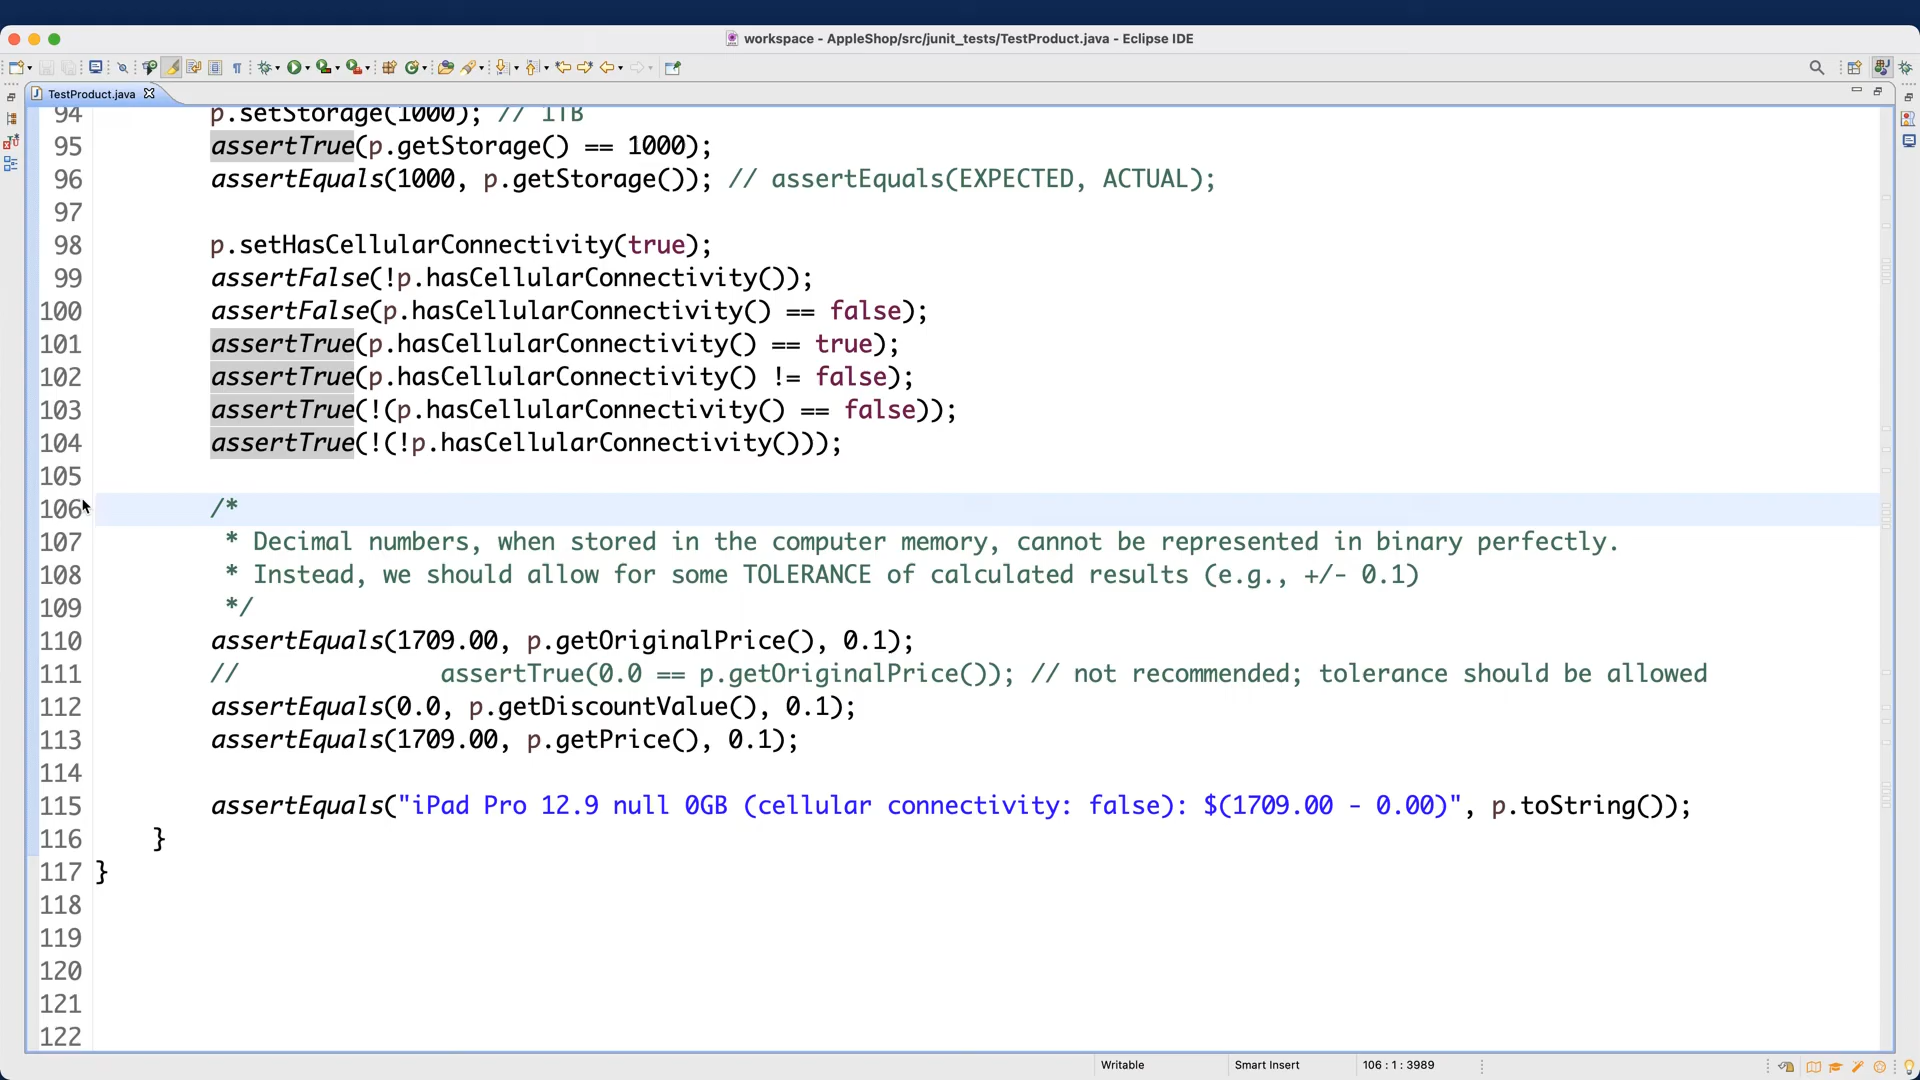 workspace - AppleShop/src/junit_tests/TestProduct.java - Eclipse IDE
TestProduct.java
94 p.setStorage(1000); // 1TB
95 assertTrue(p.getStorage() == 1000);
96 assertEquals(1000, p.getStorage()); // assertEquals(EXPECTED, ACTUAL);
97
98 p.setHasCellularConnectivity(true);
99 assertFalse(!p.hasCellularConnectivity());
100 assertFalse(p.hasCellularConnectivity() == false);
101 assertTrue(p.hasCellularConnectivity() == true);
102 assertTrue(p.hasCellularConnectivity() != false);
103 assertTrue(!(p.hasCellularConnectivity() == false));
104 assertTrue(!(!p.hasCellularConnectivity()));
105
106 /*
107 * Decimal numbers, when stored in the computer memory, cannot be represented in binary perfectly.
108 * Instead, we should allow for some TOLERANCE of calculated results (e.g., +/- 0.1)
109 */
110 assertEquals(1709.00, p.getOriginalPrice(), 0.1);
111 // assertTrue(0.0 == p.getOriginalPrice()); // not recommended; tolerance should be allowed
112 assertEquals(0.0, p.getDiscountValue(), 0.1);
113 assertEquals(1709.00, p.getPrice(), 0.1);
114
115 assertEquals("iPad Pro 12.9 null 0GB (cellular connectivity: false): $(1709.00 - 0.00)", p.toString());
116 }
117 }
118
119
120
121
122
Writable Smart Insert 106 : 1 : 3989